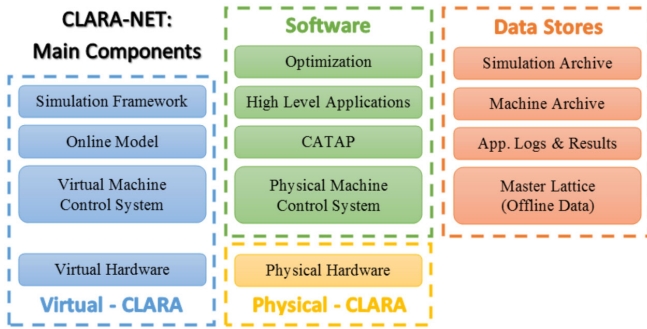 CLARA-NET:
Main Components
Simulation Framework
Online Model
Virtual Machine
Control System
Virtual Hardware
Virtual - CLARA
Software
Optimization
High Level Applications
CATAP
Physical Machine
Control System
Physical Hardware
Physical - CLARA
Data Stores
Simulation Archive
Machine Archive
App. Logs & Results
Master Lattice
(Offline Data)